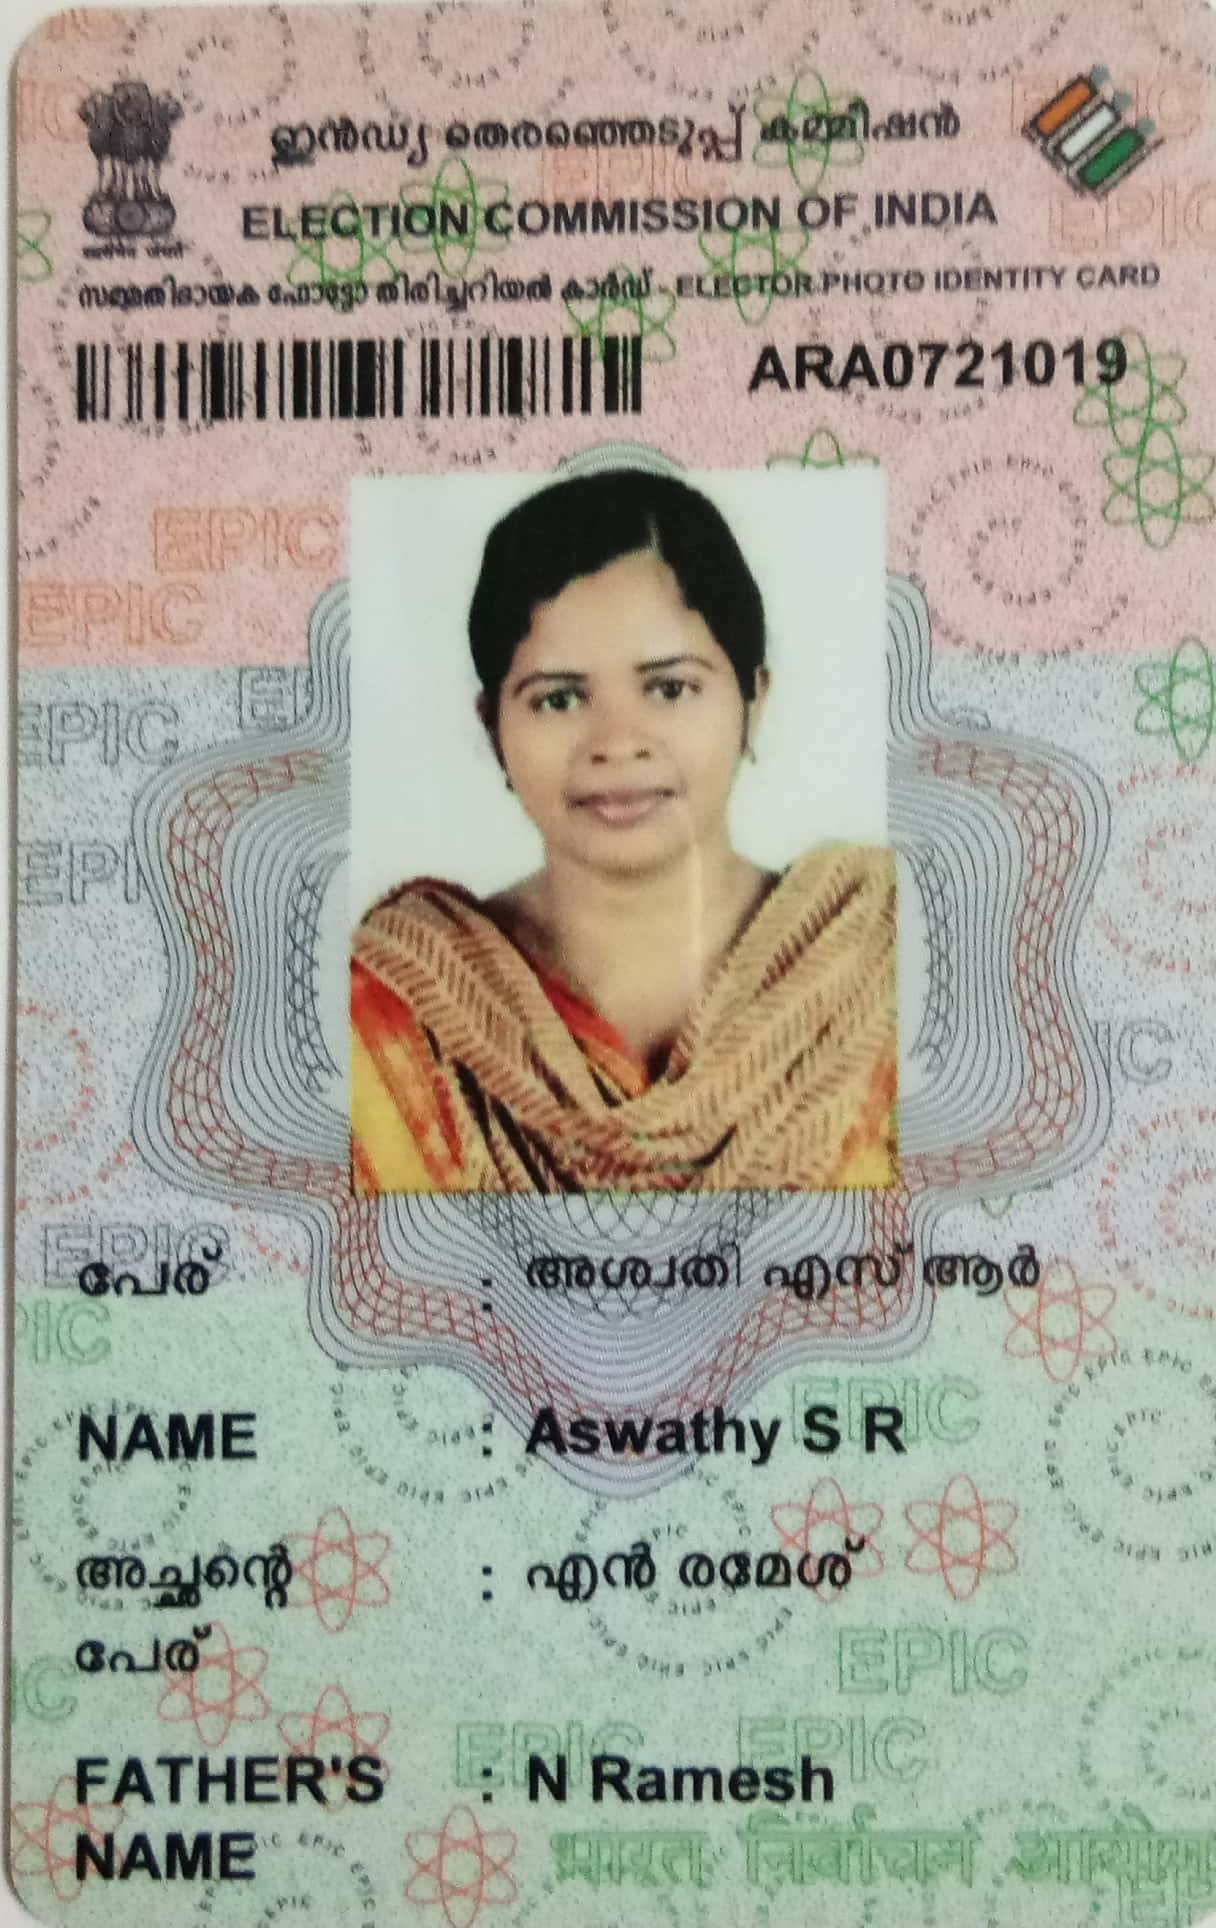 ഇൻഡ്യ തെരഞ്ഞെടുപ്പ് കമ്മീഷൻ
ELECTION COMMISSION OF INDIA
സമ്മതിദായക ഫോട്ടോ തിരിച്ചറിയൽ കാർഡ് - ELECTOR PHOTO IDENTITY CARD
ARA0721019
പേര് : അശ്വതി എസ് ആർ
NAME : Aswathy S R
അച്ഛന്റെ : എൻ രമേശ്
പേര്
FATHER'S : N Ramesh
NAME
भारत निर्वाचन आयोग